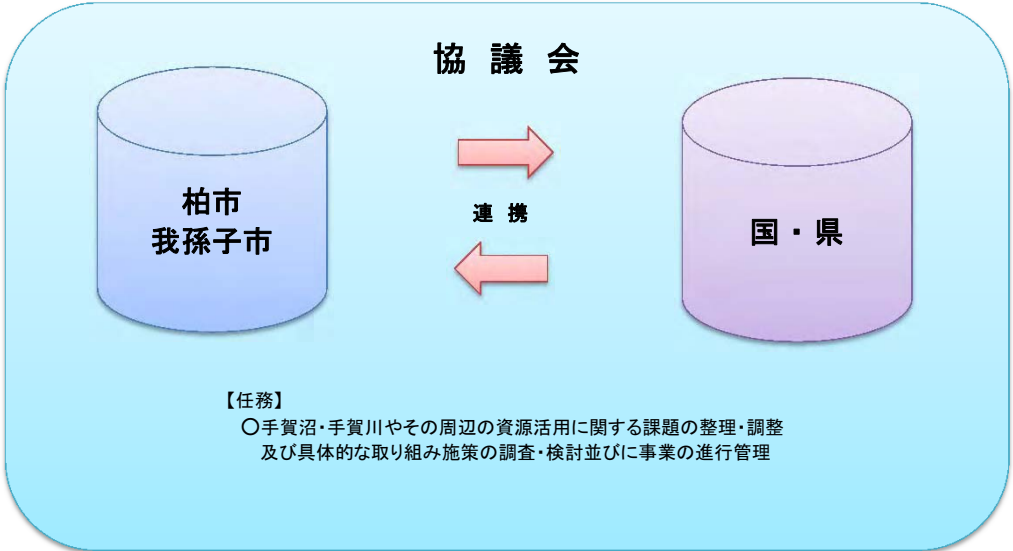 協 議 会
柏市
我孫子市
連 携
国・県
【任務】
○手賀沼・手賀川やその周辺の資源活用に関する課題の整理・調整
及び具体的な取り組み施策の調査・検討並びに事業の進行管理